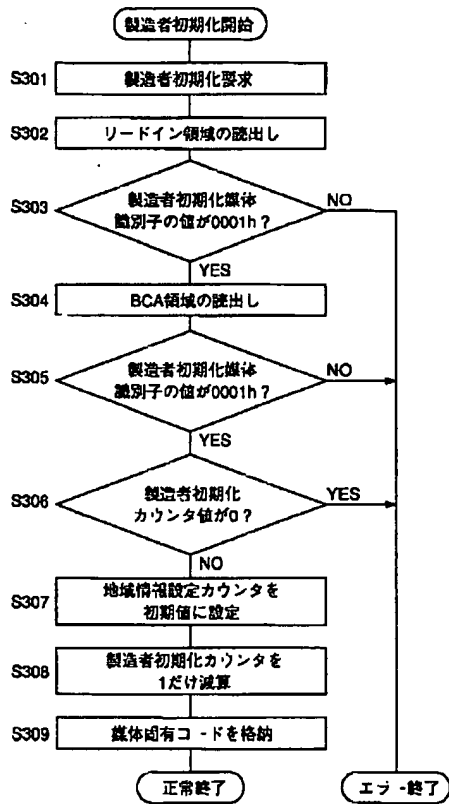 製造者初期化開始
S301
製造者初期化要求
S302
リードイン領域の読出し
S303
製造者初期化媒体
識別子の値が0001h?
NO
YES
S304
BCA領域の読出し
S305
製造者初期化媒体
識別子の値が0001h?
NO
YES
S306
製造者初期化
カウンタ値が0?
YES
NO
S307
地域情報設定カウンタを
初期値に設定
S308
製造者初期化カウンタを
1だけ減算
S309
媒体固有コードを格納
正常終了
エラー終了